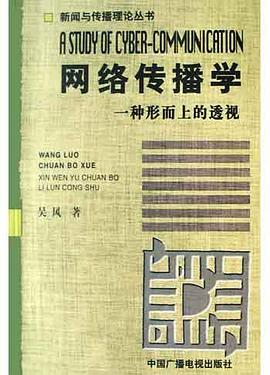 新闻与传播理论丛书
A STUDY OF CYBER-COMMUNICATION
网络传播学
一种形而上的透视
WANG LUO
CHUAN BO XUE
XIN WEN YU CHUAN BO
LI LUN CONG SHU
吴风 著
中国广播电视出版社